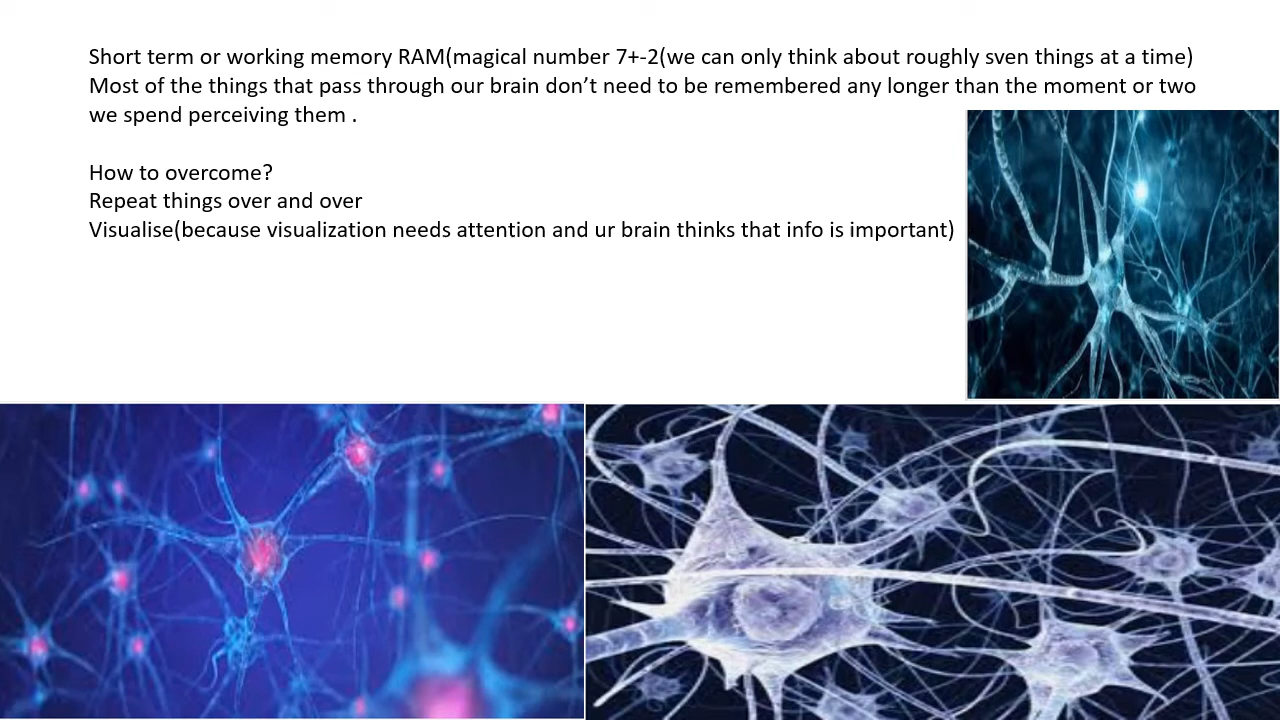 Short term or working memory RAM(magical number 7+-2(we can only think about roughly sven things at a time)
Most of the things that pass through our brain don’t need to be remembered any longer than the moment or two
we spend perceiving them .
How to overcome?
Repeat things over and over
Visualise(because visualization needs attention and ur brain thinks that info is important)